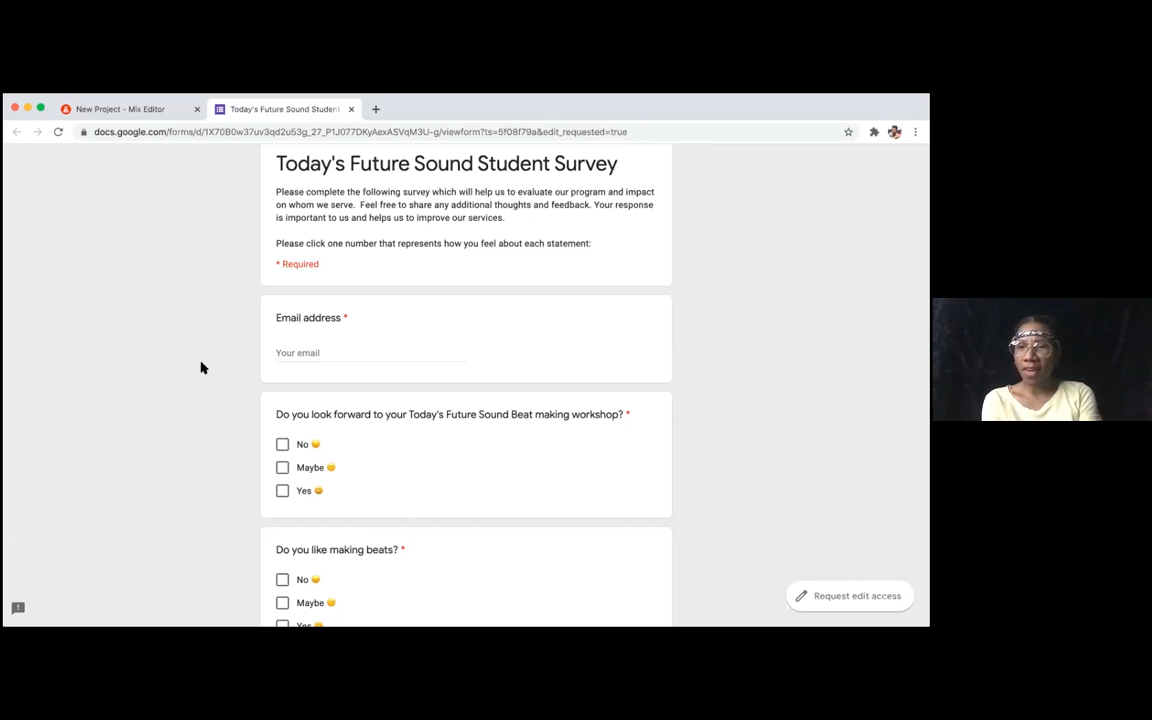 New Project - Mix Editor
Today's Future Sound Student
docs.google.com/forms/d/1X70B0w37uv3qd2u53g_27_P1J077DKyAexASVqM3U-g/viewform?ts=5f08f79a&edit_requested=true
Today's Future Sound Student Survey
Please complete the following survey which will help us to evaluate our program and impact
on whom we serve. Feel free to share any additional thoughts and feedback. Your response
is important to us and helps us to improve our services.
Please click one number that represents how you feel about each statement:
* Required
Email address *
Your email
Do you look forward to your Today's Future Sound Beat making workshop? *
No 😔
Maybe 😐
Yes 😀
Do you like making beats? *
No 😔
Maybe 😐
Yes
Request edit access